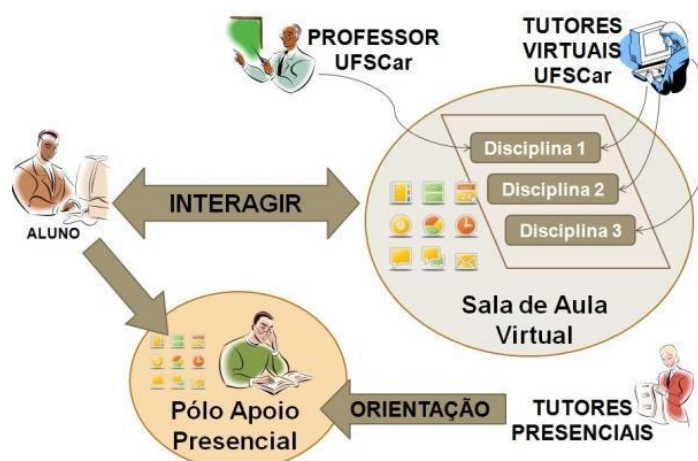 PROFESSOR
UFSCar
TUTORES
VIRTUAIS
UFSCar
Disciplina 1
Disciplina 2
Disciplina 3
INTERAGIR
ALUNO
Sala de Aula
Virtual
Pólo Apoio
Presencial
ORIENTAÇÃO
TUTORES
PRESENCIAIS